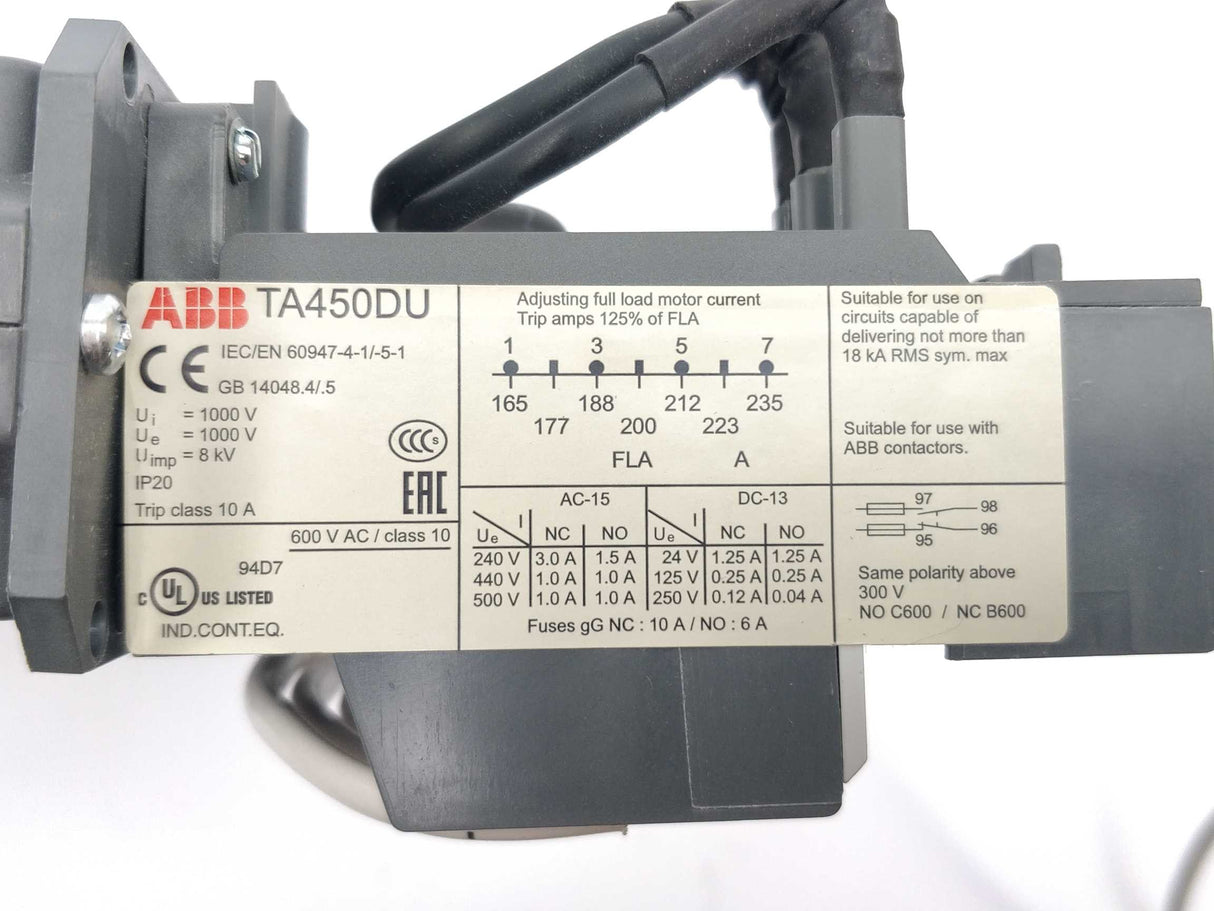 ABB TA450DU
CE IEC/EN 60947-4-1/-5-1
GB 14048.4/.5
Ui = 1000 V
Ue = 1000 V
Uimp = 8 kV
IP20
Trip class 10 A
CCC S
EAC
600 V AC / class 10
94D7
C UL US LISTED
IND.CONT.EQ.
Adjusting full load motor current
Trip amps 125% of FLA
1 3 5 7
165 188 212 235
177 200 223
FLA A
AC-15 DC-13
Ue I NC NO Ue I NC NO
240 V 3.0 A 1.5 A 24 V 1.25 A 1.25 A
440 V 1.0 A 1.0 A 125 V 0.25 A 0.25 A
500 V 1.0 A 1.0 A 250 V 0.12 A 0.04 A
Fuses gG NC : 10 A / NO : 6 A
Suitable for use on
circuits capable of
delivering not more than
18 kA RMS sym. max
Suitable for use with
ABB contactors.
97 98
95 96
Same polarity above
300 V
NO C600 / NC B600